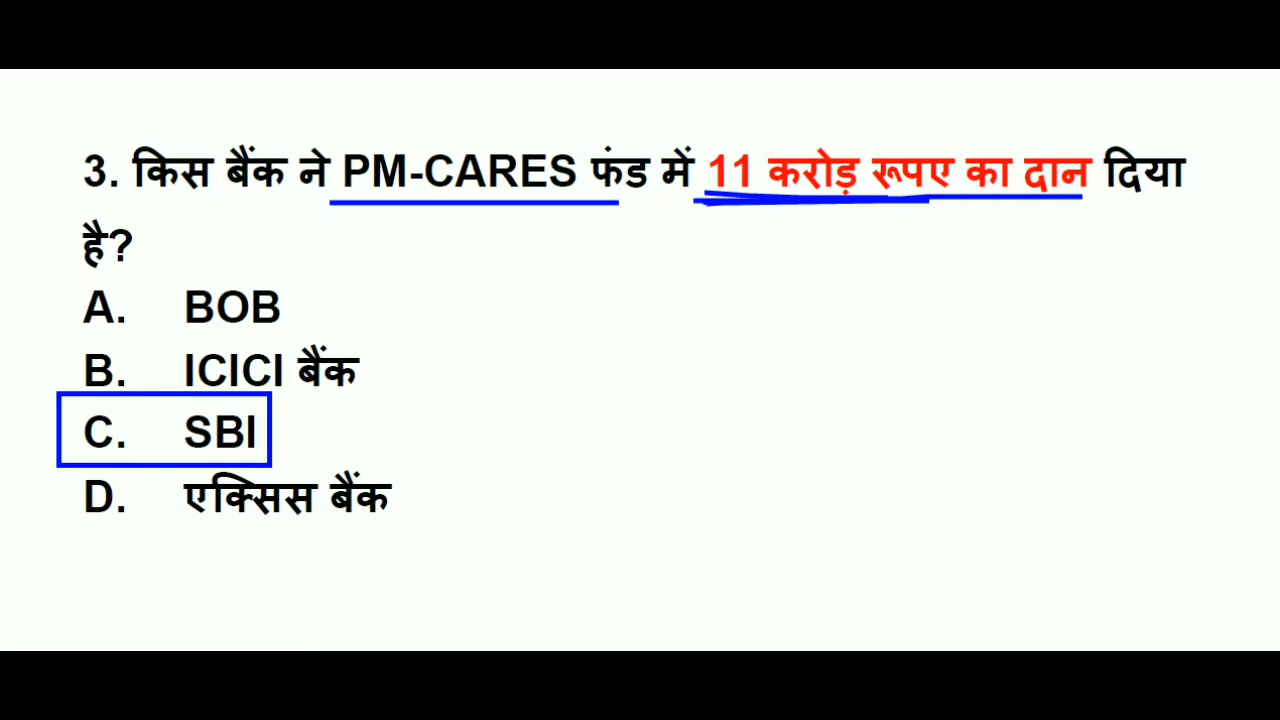 3. किस बैंक ने PM-CARES फंड में 11 करोड़ रूपए का दान दिया
है?
A. BOB
B. ICICI बैंक
C. SBI
D. एक्सिस बैंक